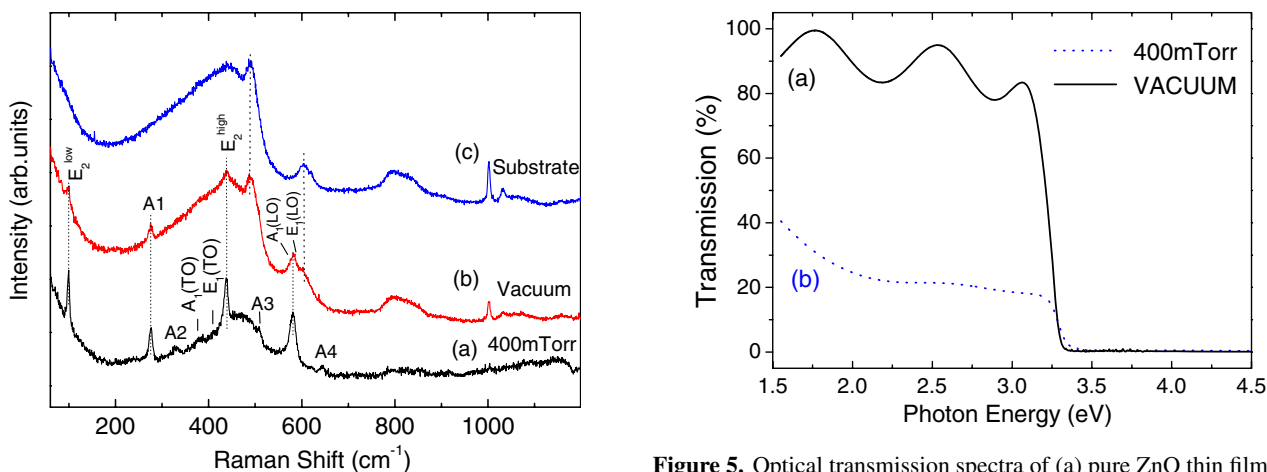 Intensity (arb.units)
E2^low
A1
E2^high
A1(TO)
E1(TO)
A2
A3
A4
A1(LO)
E1(LO)
(c)
Substrate
(b)
Vacuum
(a)
400mTorr
200 400 600 800 1000
Raman Shift (cm-1)
Transmission (%)
100
80
60
40
20
0
(a)
(b)
400mTorr
VACUUM
1.5 2.0 2.5 3.0 3.5 4.0 4.5
Photon Energy (eV)
Figure 5. Optical transmission spectra of (a) pure ZnO thin film